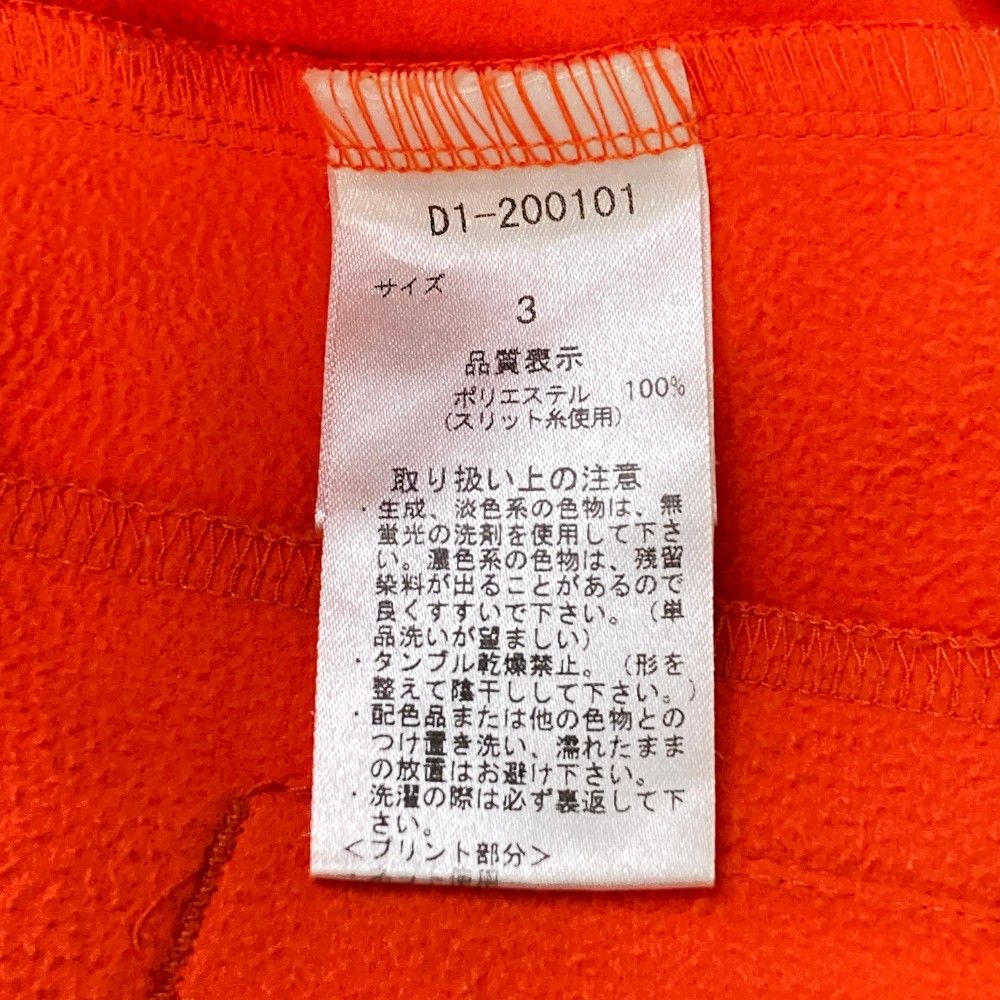 D1-200101
サイズ
3
品質表示
ポリエステル 100%
(スリット糸使用)
取り扱い上の注意
・生成、淡色系の色物は、無
蛍光の洗剤を使用して下さ
い。濃色系の色物は、残留
染料が出ることがあるので
良くすすいで下さい。(単
品洗いが望ましい)
・タンブル乾燥禁止。(形を
整えて陰干しして下さい。)
・配色品または他の色物との
つけ置き洗い、濡れたまま
の放置はお避け下さい。
・洗濯の際は必ず裏返して下
さい。
<プリント部分>